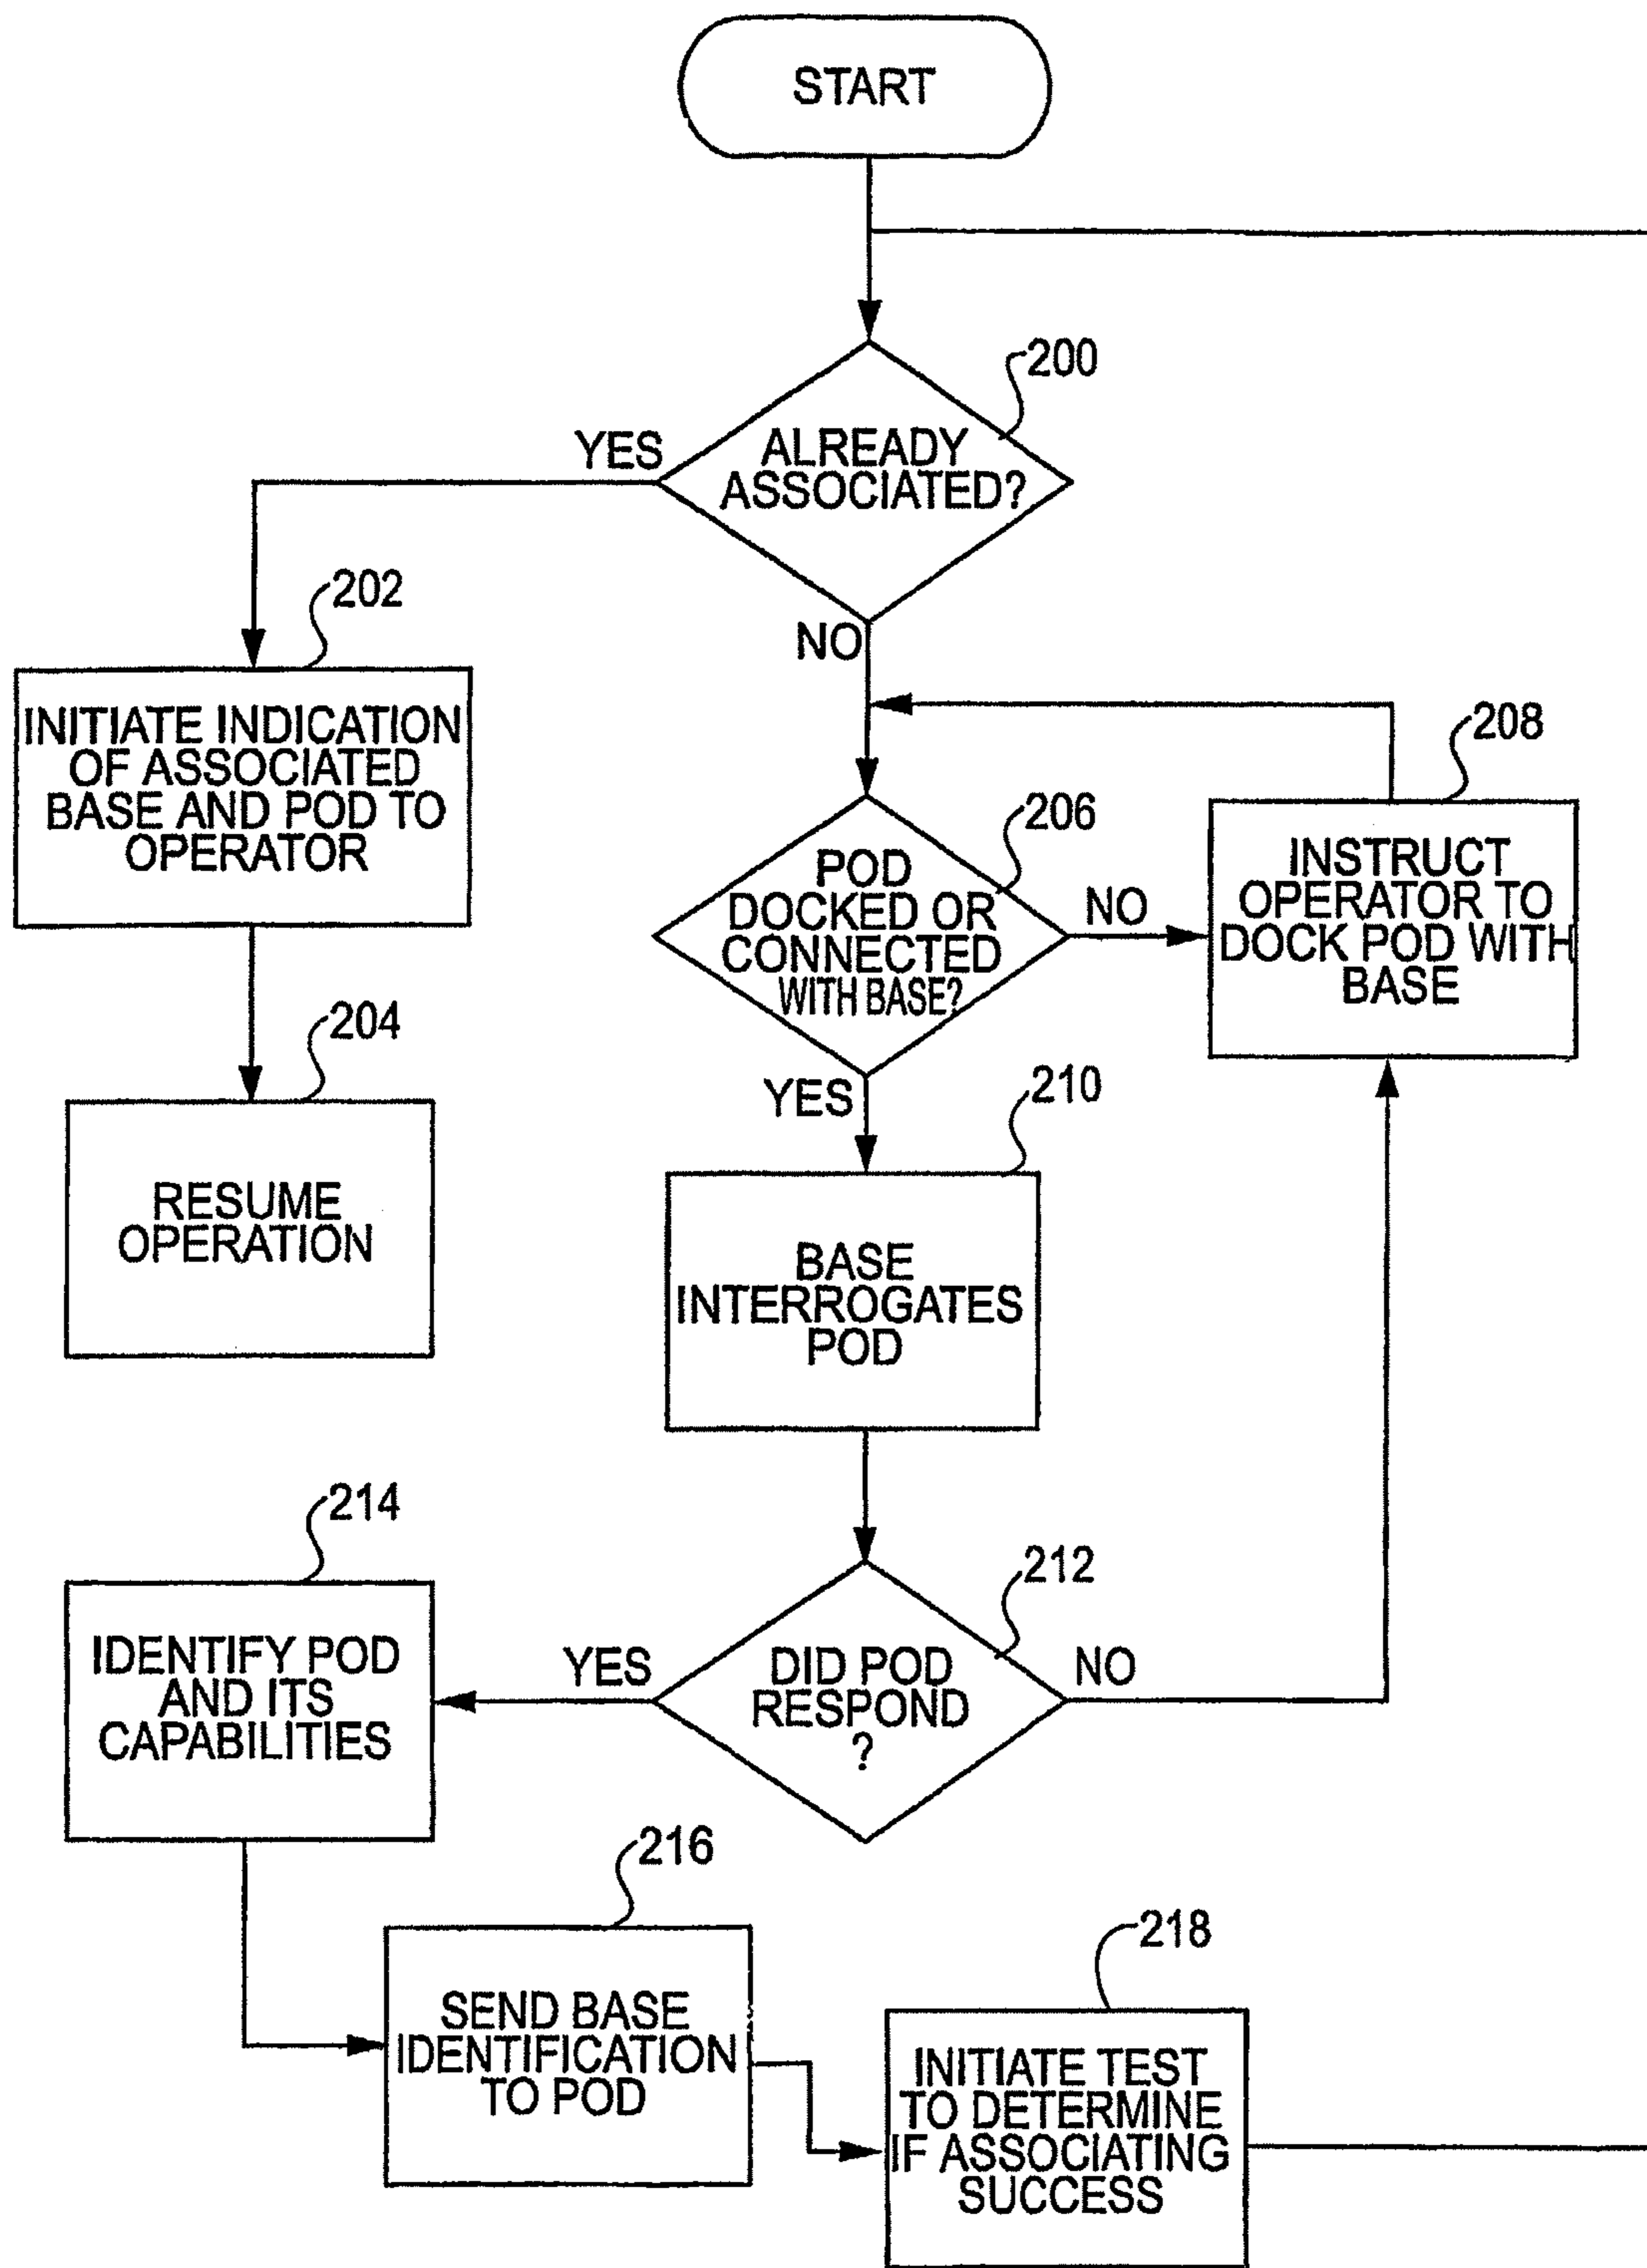 START
200
ALREADY
ASSOCIATED?
YES
NO
202
INITIATE INDICATION
OF ASSOCIATED
BASE AND POD TO
OPERATOR
204
RESUME
OPERATION
206
POD
DOCKED OR
CONNECTED
WITH BASE?
NO
YES
208
INSTRUCT
OPERATOR TO
DOCK POD WITH
BASE
210
BASE
INTERROGATES
POD
212
DID POD
RESPOND
?
YES
NO
214
IDENTIFY POD
AND ITS
CAPABILITIES
216
SEND BASE
IDENTIFICATION
TO POD
218
INITIATE TEST
TO DETERMINE
IF ASSOCIATING
SUCCESS